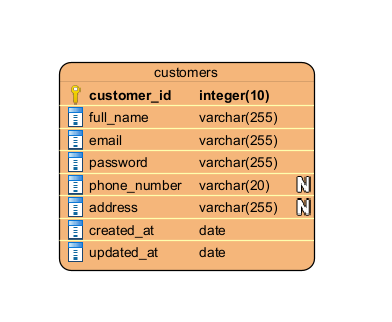 customers
customer_id integer(10)
full_name varchar(255)
email varchar(255)
password varchar(255)
phone_number varchar(20) N
address varchar(255) N
created_at date
updated_at date